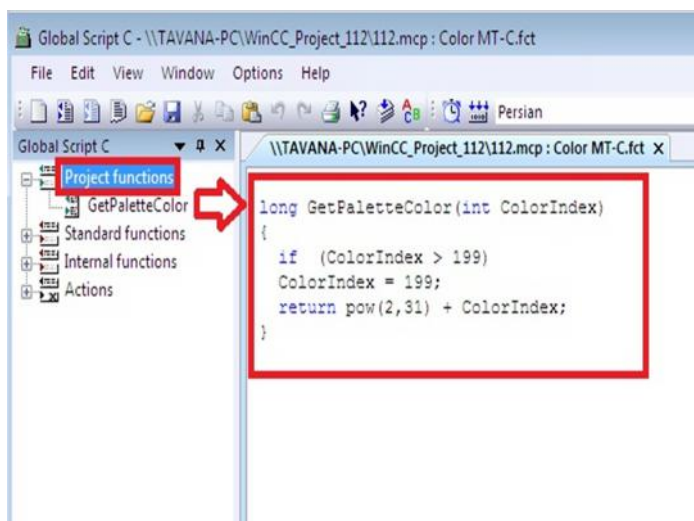 Global Script C - \\TAVANA-PC\WinCC_Project_112\112.mcp : Color MT-C.fct
File Edit View Window Options Help
Persian
Global Script C
\\TAVANA-PC\WinCC_Project_112\112.mcp : Color MT-C.fct X
Project functions
GetPaletteColor
Standard functions
Internal functions
Actions
long GetPaletteColor(int ColorIndex)
{
if (ColorIndex > 199)
ColorIndex = 199;
return pow(2,31) + ColorIndex;
}